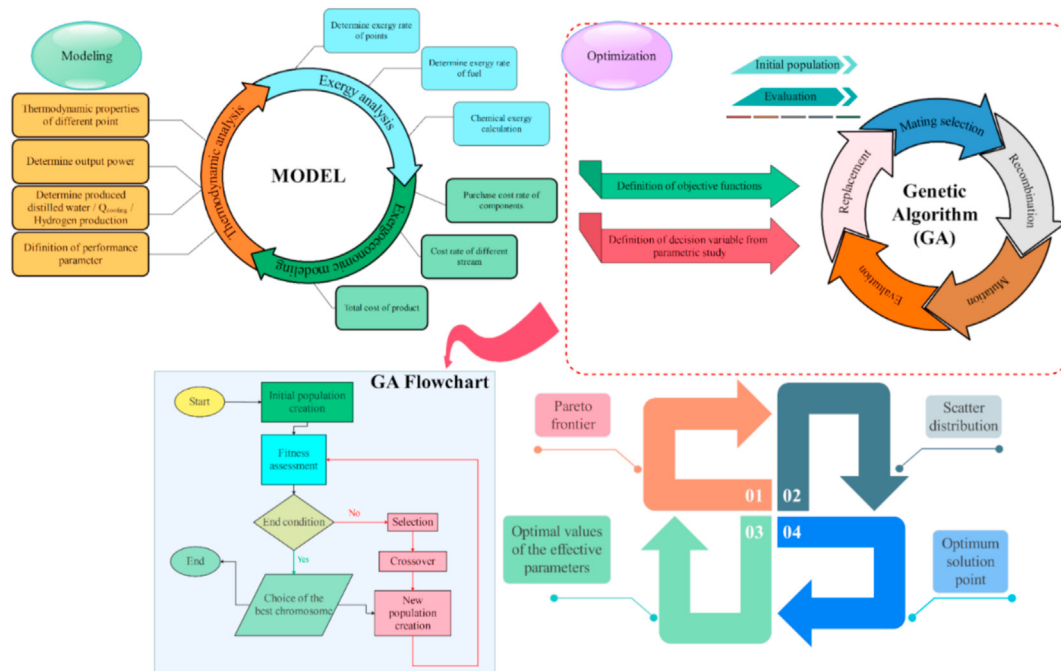 Modeling
Thermodynamic properties
of different point
Determine output power
Determine produced
distilled water / Qcooling /
Hydrogen production
Difinition of performance
parameter
Determine exergy rate of
points
Determine exergy rate
of fuel
Chemical exergy
calculation
Purchase cost rate of
components
Cost rate of different
stream
Total cost of product
Thermodynamic analysis
Exergy analysis
Exergoeconomic modeling
MODEL
Optimization
Initial population
Evaluation
Definition of objective functions
Definition of decision variable from
parametric study
Mating selection
Recombination
Mutation
Evaluation
Replacement
Genetic
Algorithm
(GA)
GA Flowchart
Start
Initial population
creation
Fitness
assessment
End condition
No
Selection
Yes
Crossover
End
Choice of the
best chromosome
New
population
creation
Pareto
frontier
01
02
Scatter
distribution
Optimal values
of the effective
parameters
03
04
Optimum
solution
point